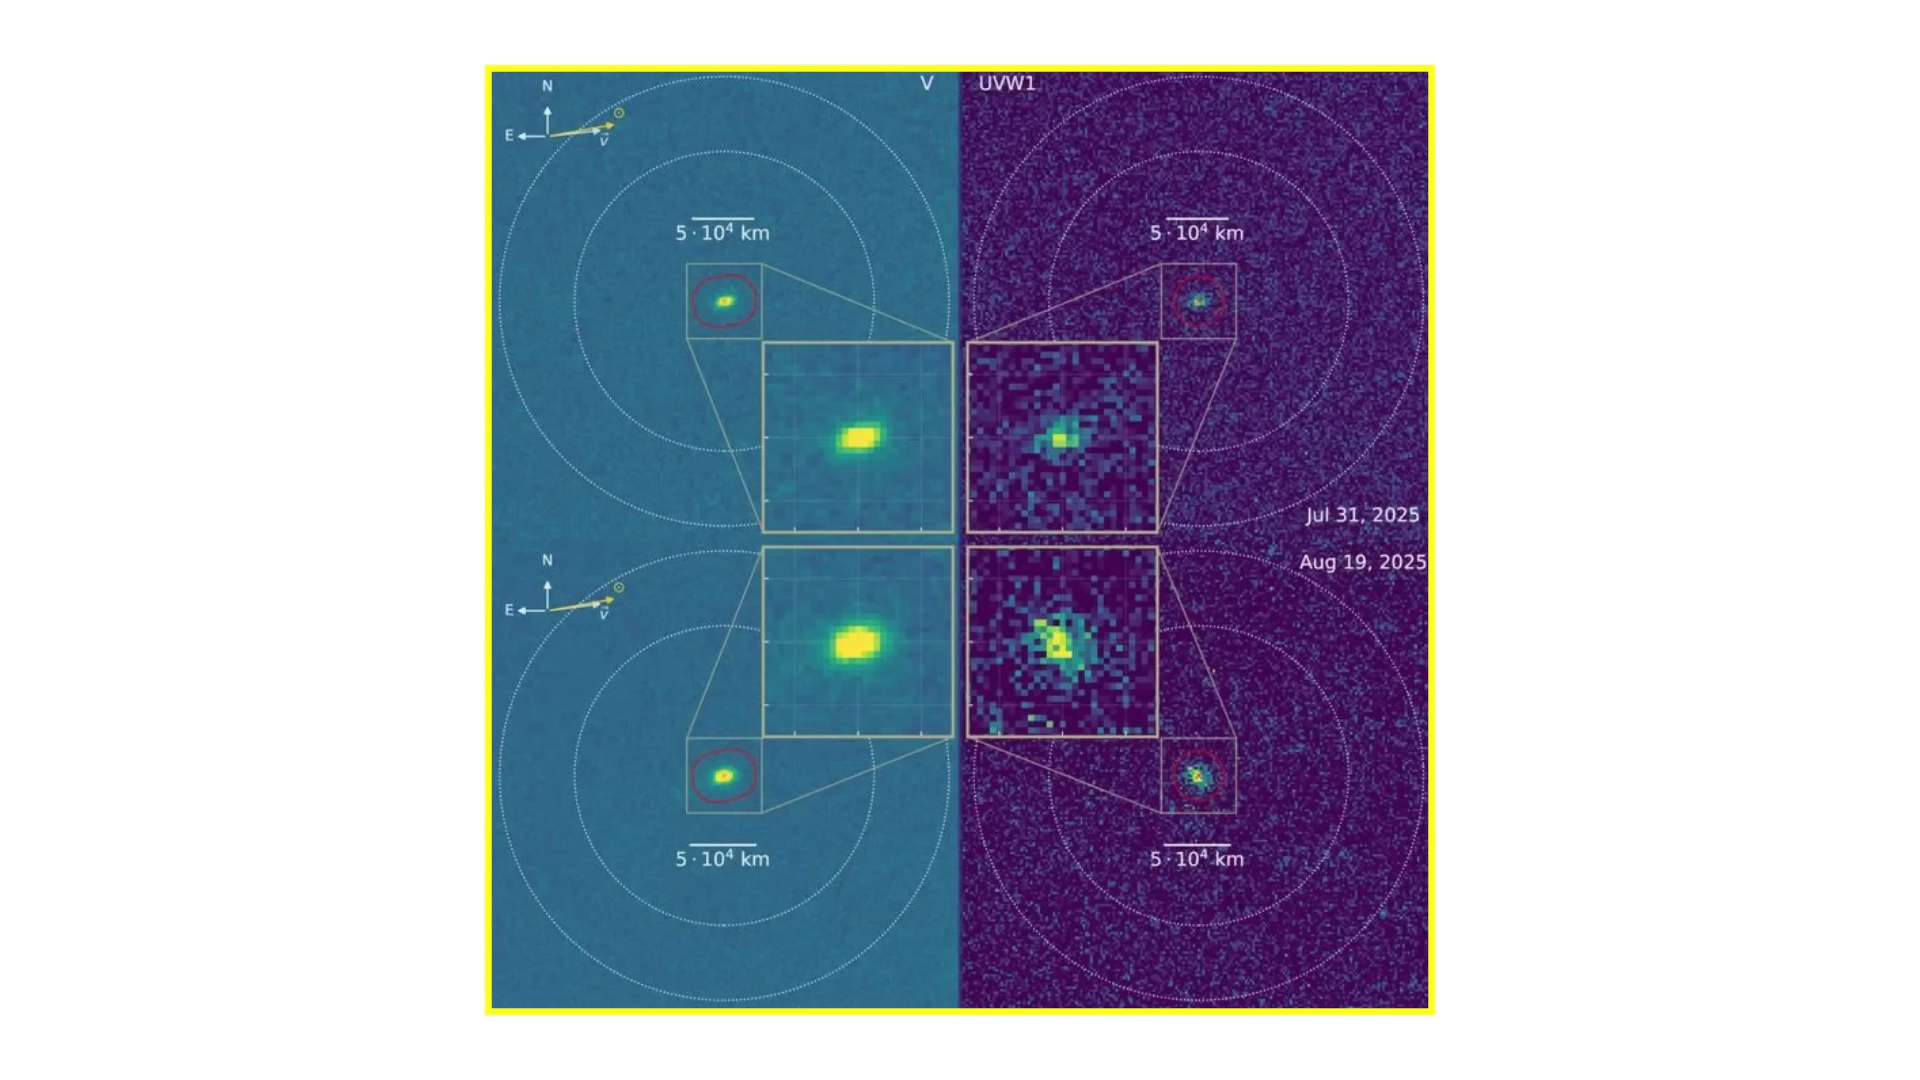 N
V
UVW1
E
☉
v⃗
5 · 10⁴ km
5 · 10⁴ km
Jul 31, 2025
Aug 19, 2025
N
E
☉
v⃗
5 · 10⁴ km
5 · 10⁴ km